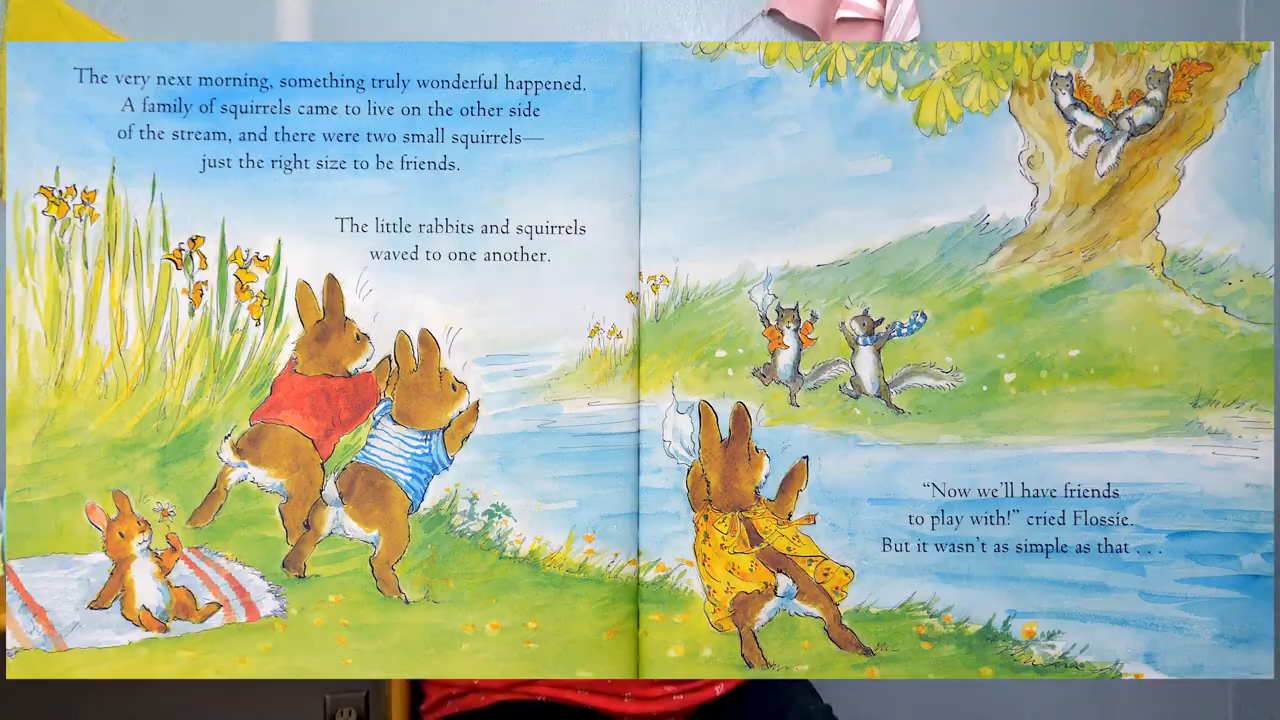 The very next morning, something truly wonderful happened.
A family of squirrels came to live on the other side
of the stream, and there were two small squirrels—
just the right size to be friends.
The little rabbits and squirrels
waved to one another.
“Now we’ll have friends
to play with!” cried Flossie.
But it wasn’t as simple as that . . .